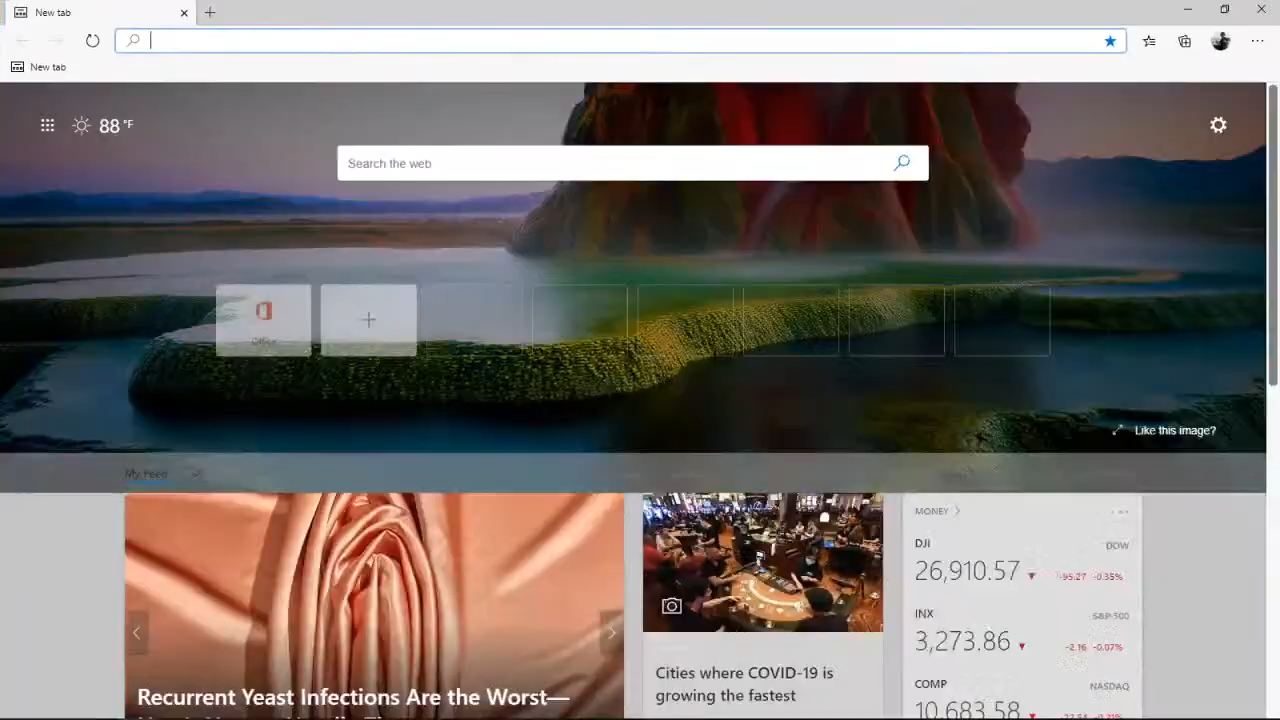 New tab
New tab
88 °F
Search the web
Office
Like this image?
My Feed
MONEY
DJI
DOW
26,910.57
-95.27 -0.35%
INX
S&P 500
3,273.86
-2.16 -0.07%
Cities where COVID-19 is
growing the fastest
COMP
NASDAQ
Recurrent Yeast Infections Are the Worst—
10,683.58